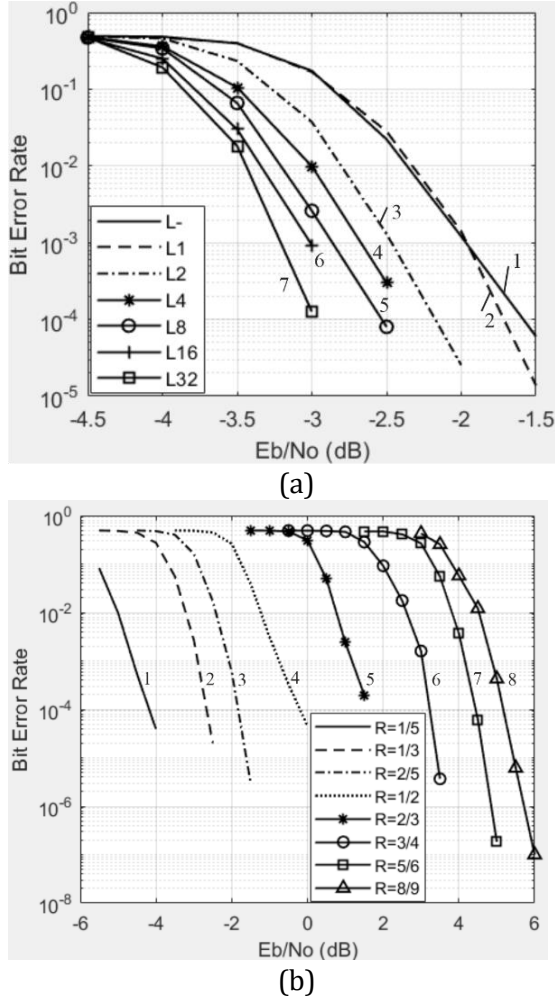 10^0
10^-1
10^-2
10^-3
10^-4
10^-5
Bit Error Rate
L-
L1
L2
L4
L8
L16
L32
1
2
3
4
5
6
7
-4.5 -4 -3.5 -3 -2.5 -2 -1.5
Eb/No (dB)
(a)
10^0
10^-2
10^-4
10^-6
10^-8
Bit Error Rate
1 2 3 4 5 6 7 8
R=1/5
R=1/3
R=2/5
R=1/2
R=2/3
R=3/4
R=5/6
R=8/9
-6 -4 -2 0 2 4 6
Eb/No (dB)
(b)